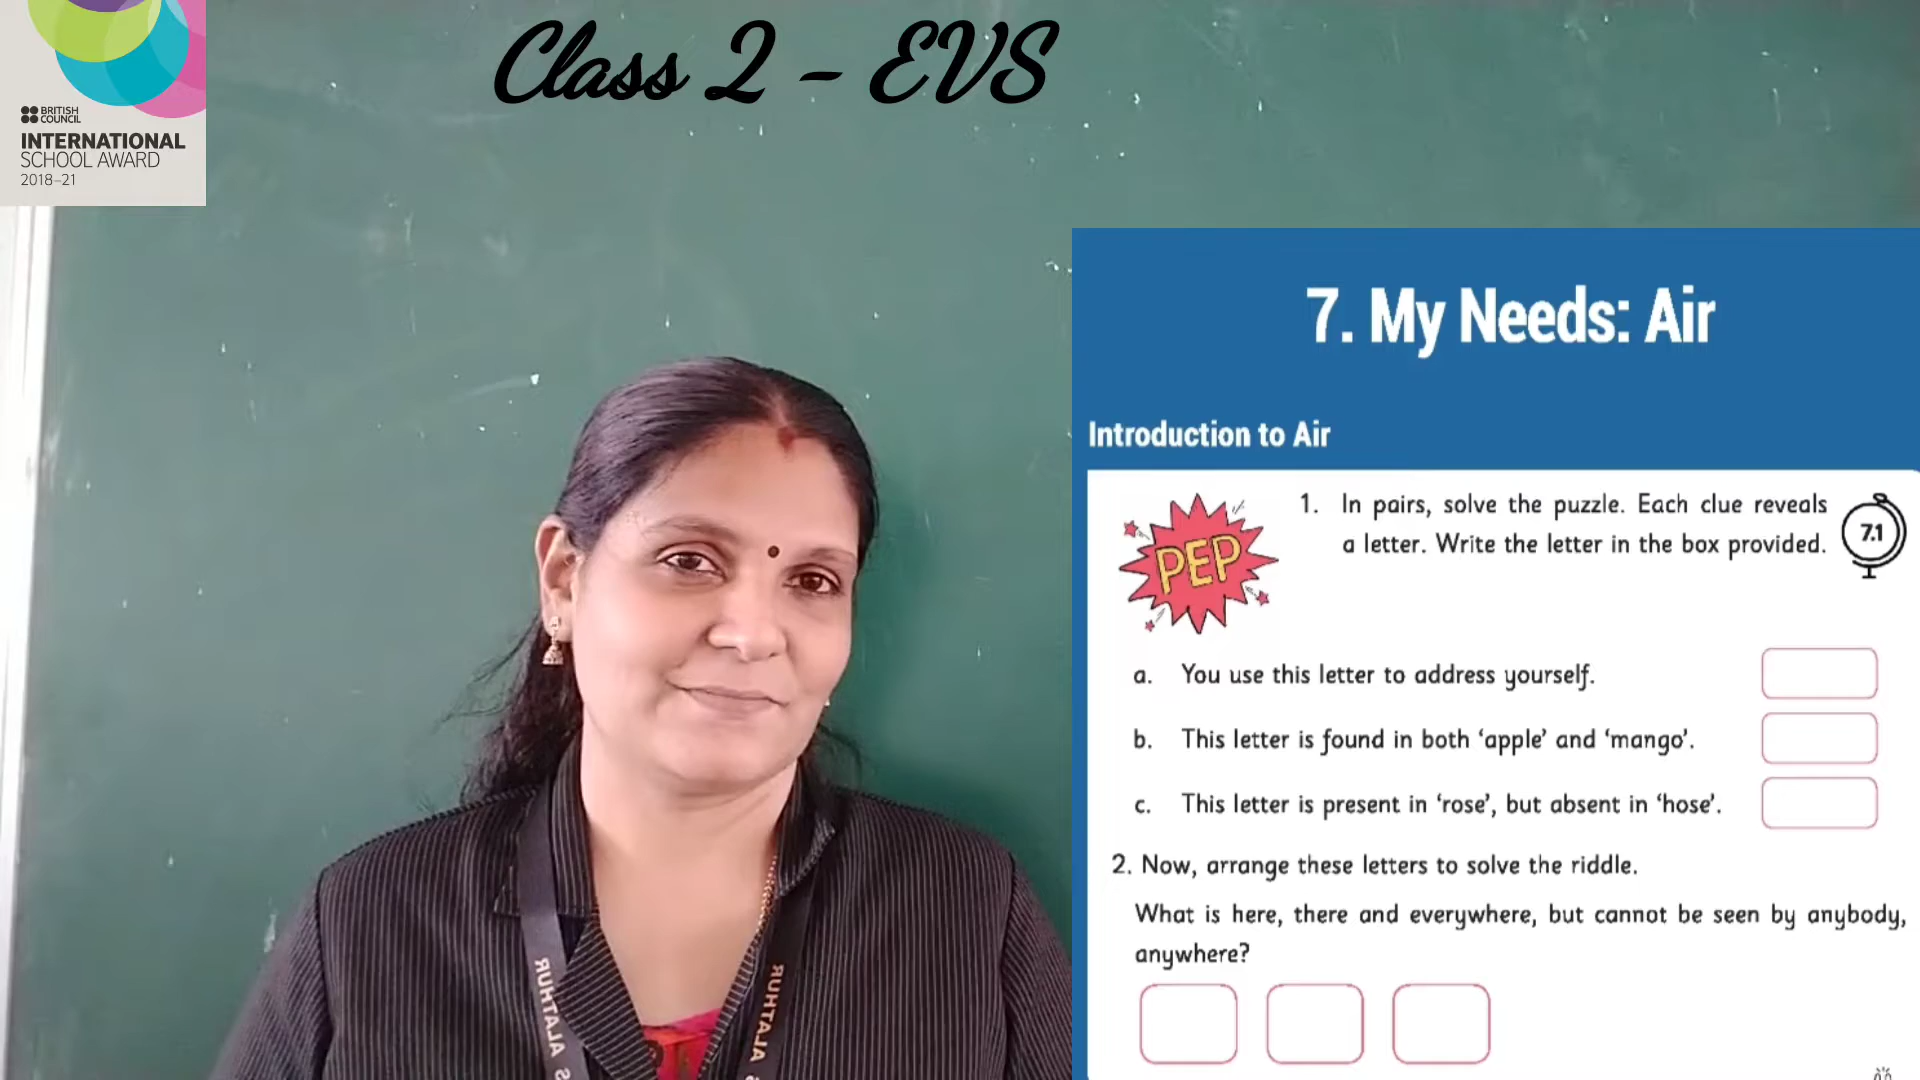 Class 2 - EVS
BRITISH
COUNCIL
INTERNATIONAL
SCHOOL AWARD
2018–21
7. My Needs: Air
Introduction to Air
PEP
1. In pairs, solve the puzzle. Each clue reveals
a letter. Write the letter in the box provided.
7.1
a. You use this letter to address yourself.
b. This letter is found in both ‘apple’ and ‘mango’.
c. This letter is present in ‘rose’, but absent in ‘hose’.
2. Now, arrange these letters to solve the riddle.
What is here, there and everywhere, but cannot be seen by anybody,
anywhere?
ALATHUR
ALATHUR